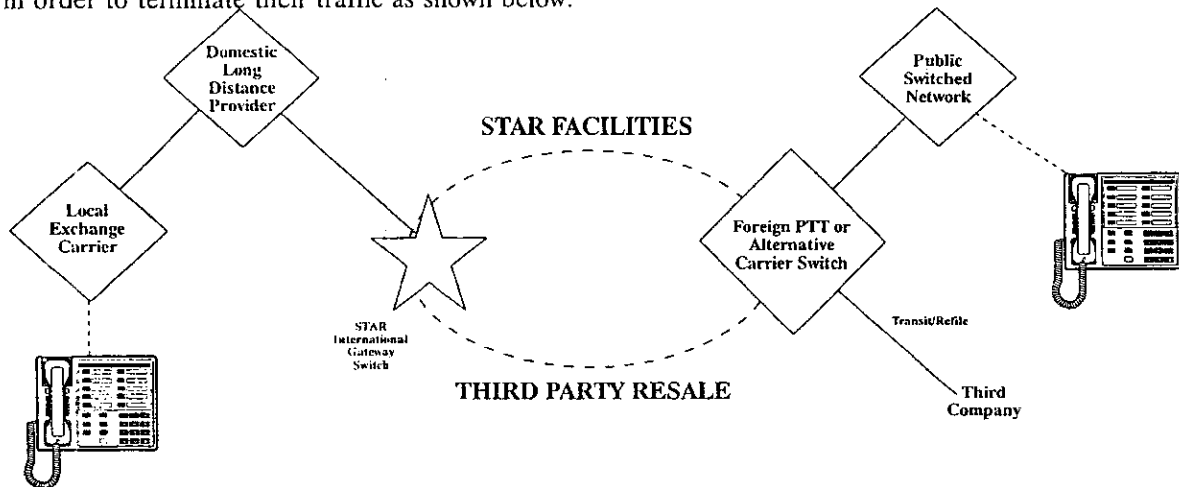 in order to terminate their traffic as shown below.
Domestic
Long
Distance
Provider
Public
Switched
Network
STAR FACILITIES
Local
Exchange
Carrier
Foreign PTT or
Alternative
Carrier Switch
STAR
International
Gateway
Switch
Transit/Refile
THIRD PARTY RESALE
Third
Company